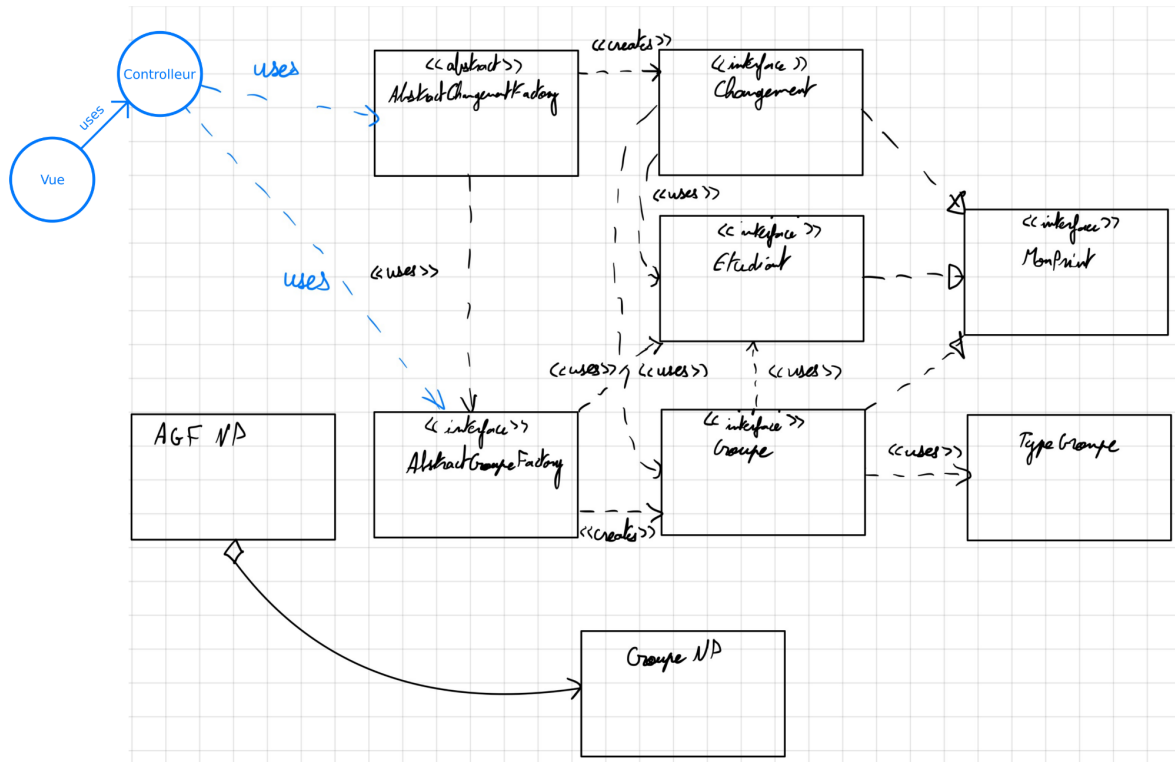 Controlleur
uses
uses
Vue
uses
<<abstract>>
AbstractChangementFactory
<<creates>>
<<interface>>
Changement
<<uses>>
<<interface>>
Etudiant
<<interface>>
MonPrint
<<uses>>
<<uses>>
<<uses>>
<<uses>>
AGF NP
<<interface>>
AbstractGroupeFactory
<<creates>>
<<interface>>
Groupe
<<uses>>
TypeGroupe
Groupe NP